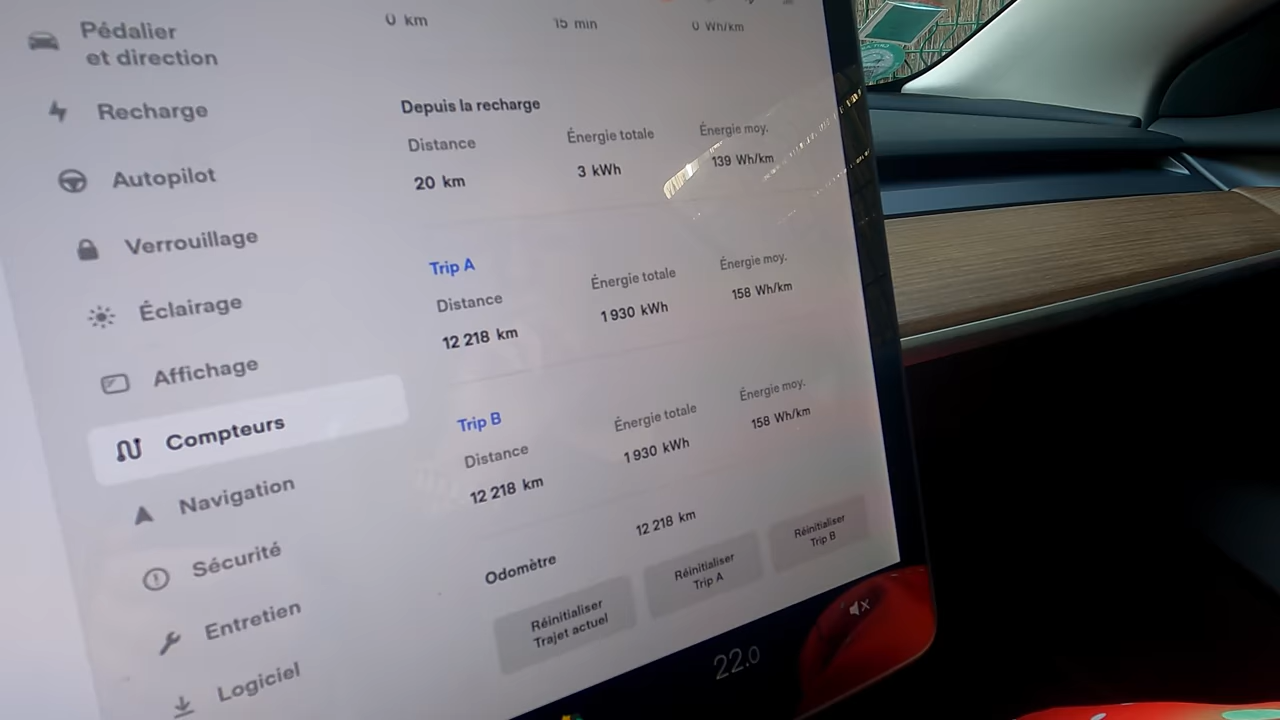 Pédalier
et direction
Recharge
Autopilot
Verrouillage
Éclairage
Affichage
Compteurs
Navigation
Sécurité
Entretien
Logiciel
0 km
15 min
0 Wh/km
Depuis la recharge
Distance
Énergie totale
Énergie moy.
20 km
3 kWh
139 Wh/km
Trip A
Distance
Énergie totale
Énergie moy.
12 218 km
1 930 kWh
158 Wh/km
Trip B
Distance
Énergie totale
Énergie moy.
12 218 km
1 930 kWh
158 Wh/km
Odomètre
12 218 km
Réinitialiser
Trajet actuel
Réinitialiser
Trip A
Réinitialiser
Trip B
22.0